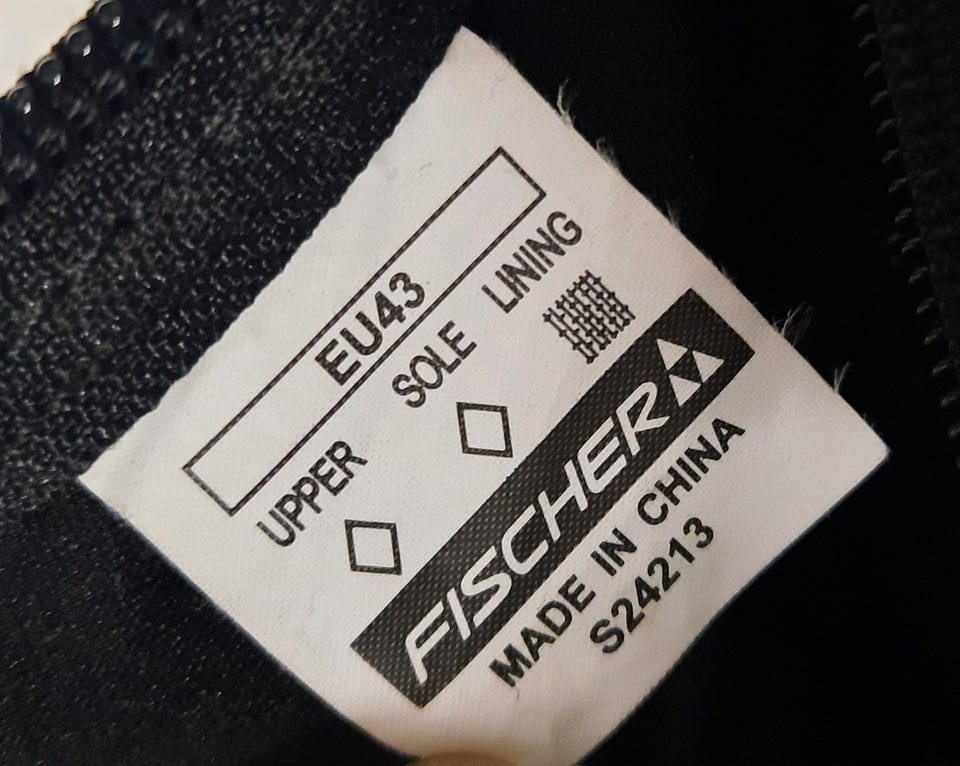 EU43
UPPER SOLE LINING
FISCHER
MADE IN CHINA
S24213